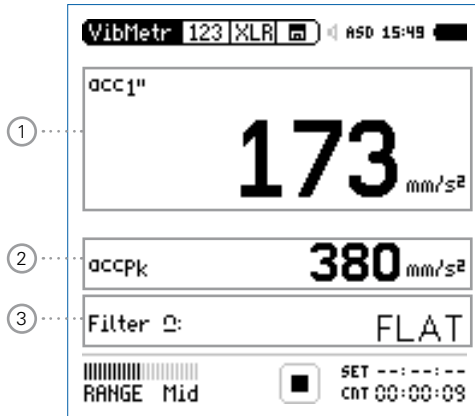 VibMetr 123 XLR ASD 15:49
acc1"
1
173 mm/s²
2
accPk 380 mm/s²
3
Filter Ω: FLAT
RANGE Mid
SET --:--:--
CNT 00:00:09